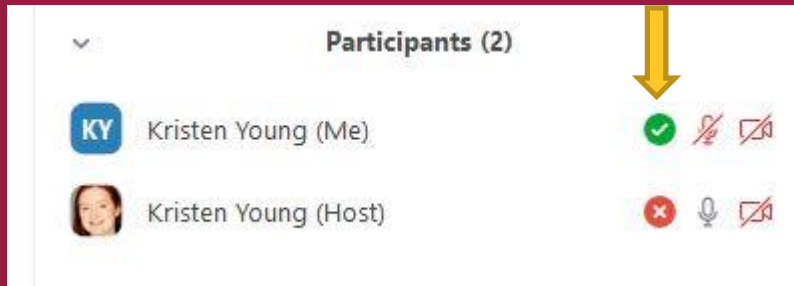 Participants (2)
KY Kristen Young (Me)
Kristen Young (Host)